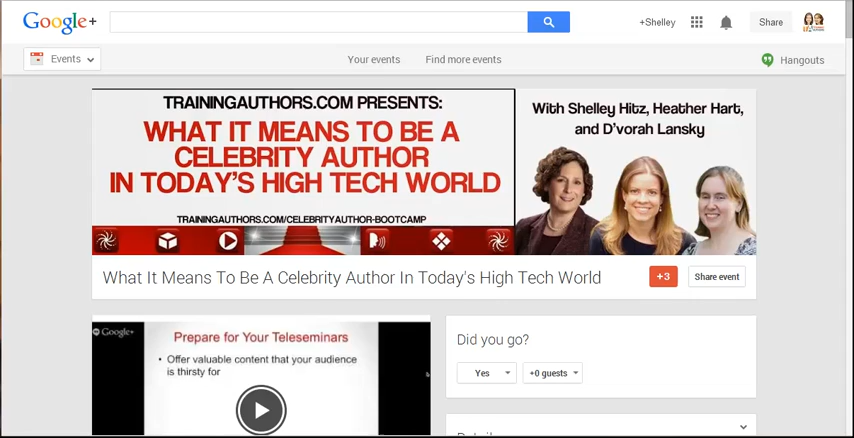 Google+
+Shelley
Share
Events
Your events
Find more events
Hangouts
TRAININGAUTHORS.COM PRESENTS:
WHAT IT MEANS TO BE A
CELEBRITY AUTHOR
IN TODAY'S HIGH TECH WORLD
TRAININGAUTHORS.COM/CELEBRITYAUTHOR-BOOTCAMP
With Shelley Hitz, Heather Hart,
and D'vorah Lansky
What It Means To Be A Celebrity Author In Today's High Tech World
+3
Share event
Google+
Prepare for Your Teleseminars
• Offer valuable content that your audience
is thirsty for
Did you go?
Yes
+0 guests